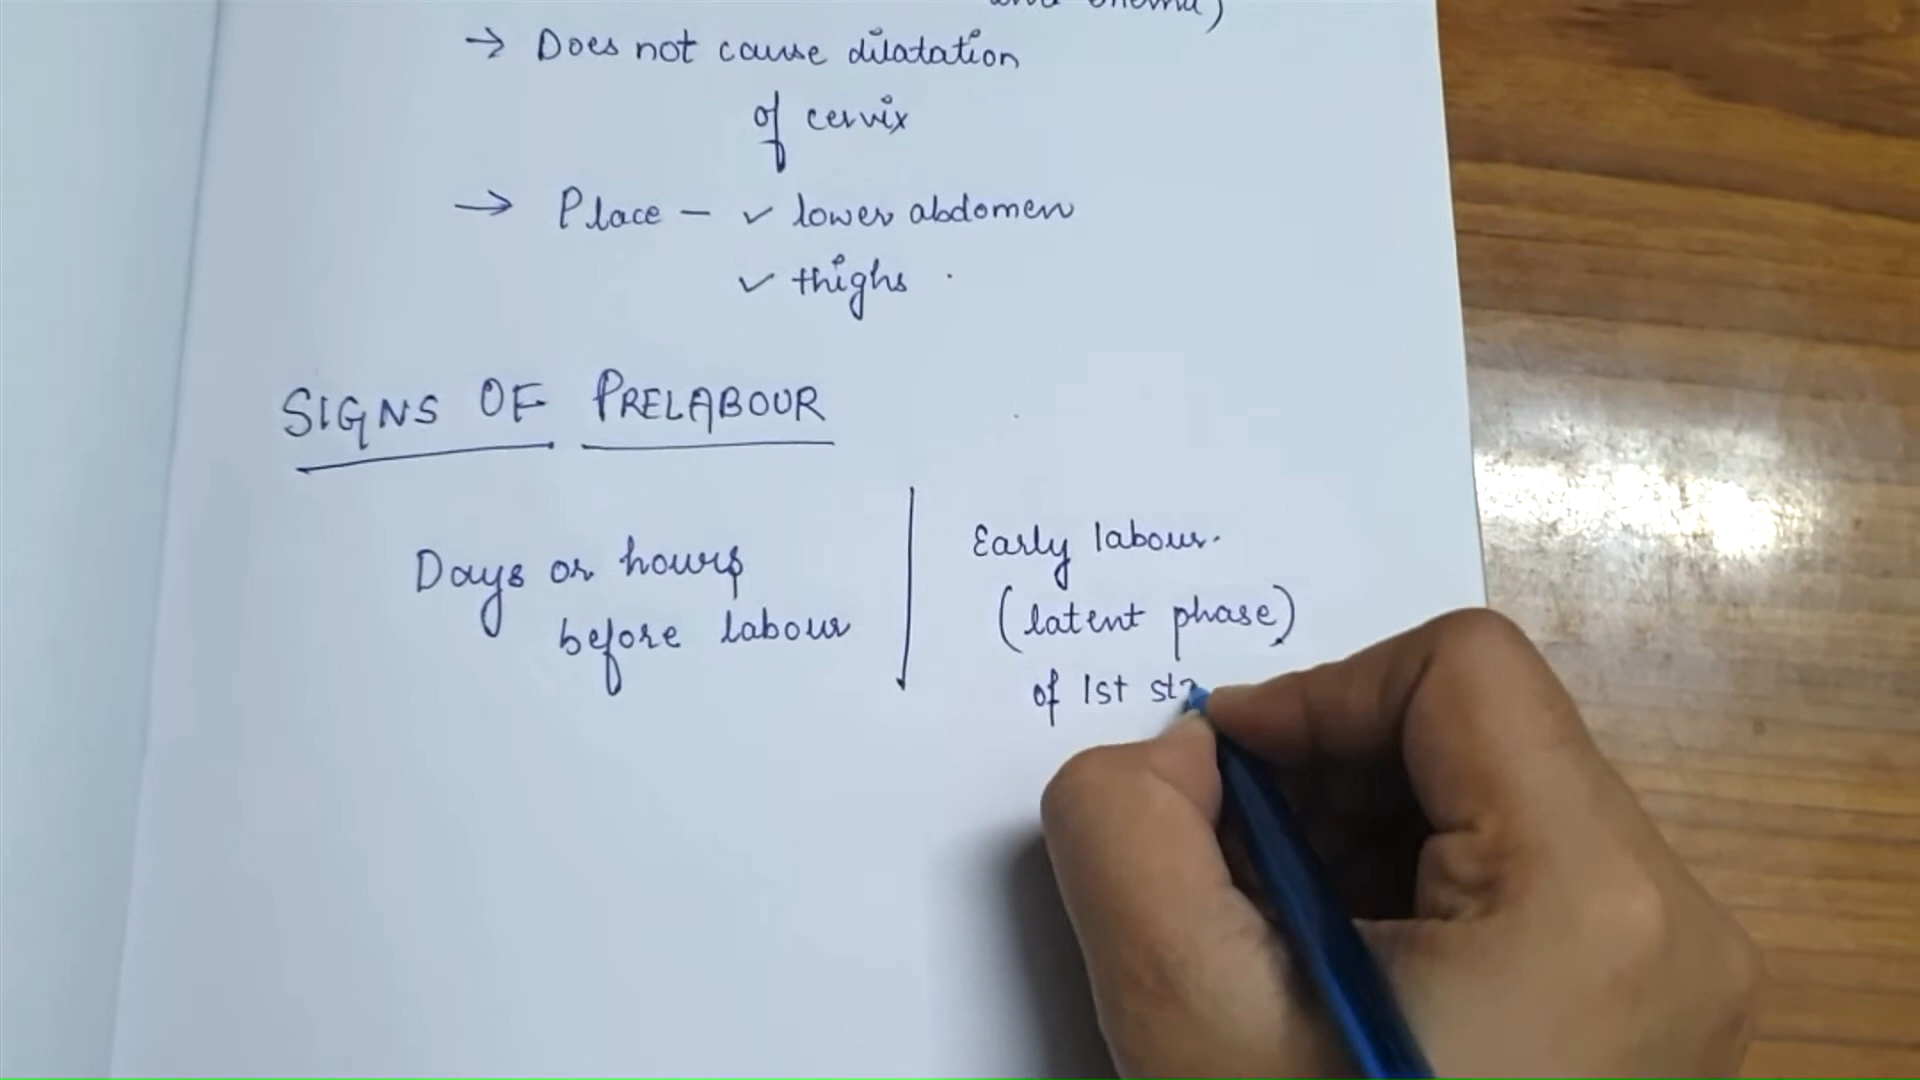 → Does not cause dilatation
of cervix
→ Place - ✓ lower abdomen
✓ thighs .
SIGNS OF PRELABOUR
Days or hours
before labour
Early labour.
(latent phase)
of 1st